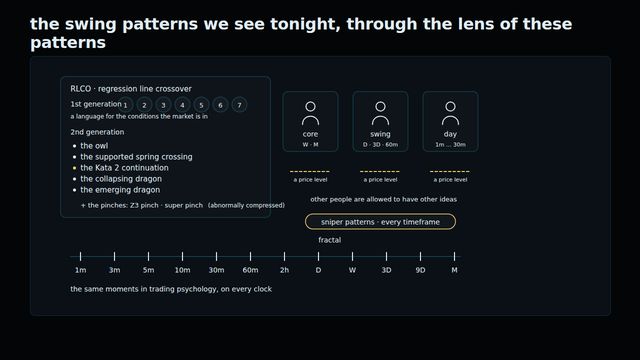 the swing patterns we see tonight, through the lens of these
patterns
RLCO · regression line crossover
1st generation 1 2 3 4 5 6 7
a language for the conditions the market is in
2nd generation
• the owl
• the supported spring crossing
• the Kata 2 continuation
• the collapsing dragon
• the emerging dragon
+ the pinches: Z3 pinch · super pinch (abnormally compressed)
core
W · M
swing
D · 3D · 60m
day
1m ... 30m
a price level
a price level
a price level
other people are allowed to have other ideas
sniper patterns · every timeframe
fractal
1m 3m 5m 10m 30m 60m 2h D W 3D 9D M
the same moments in trading psychology, on every clock